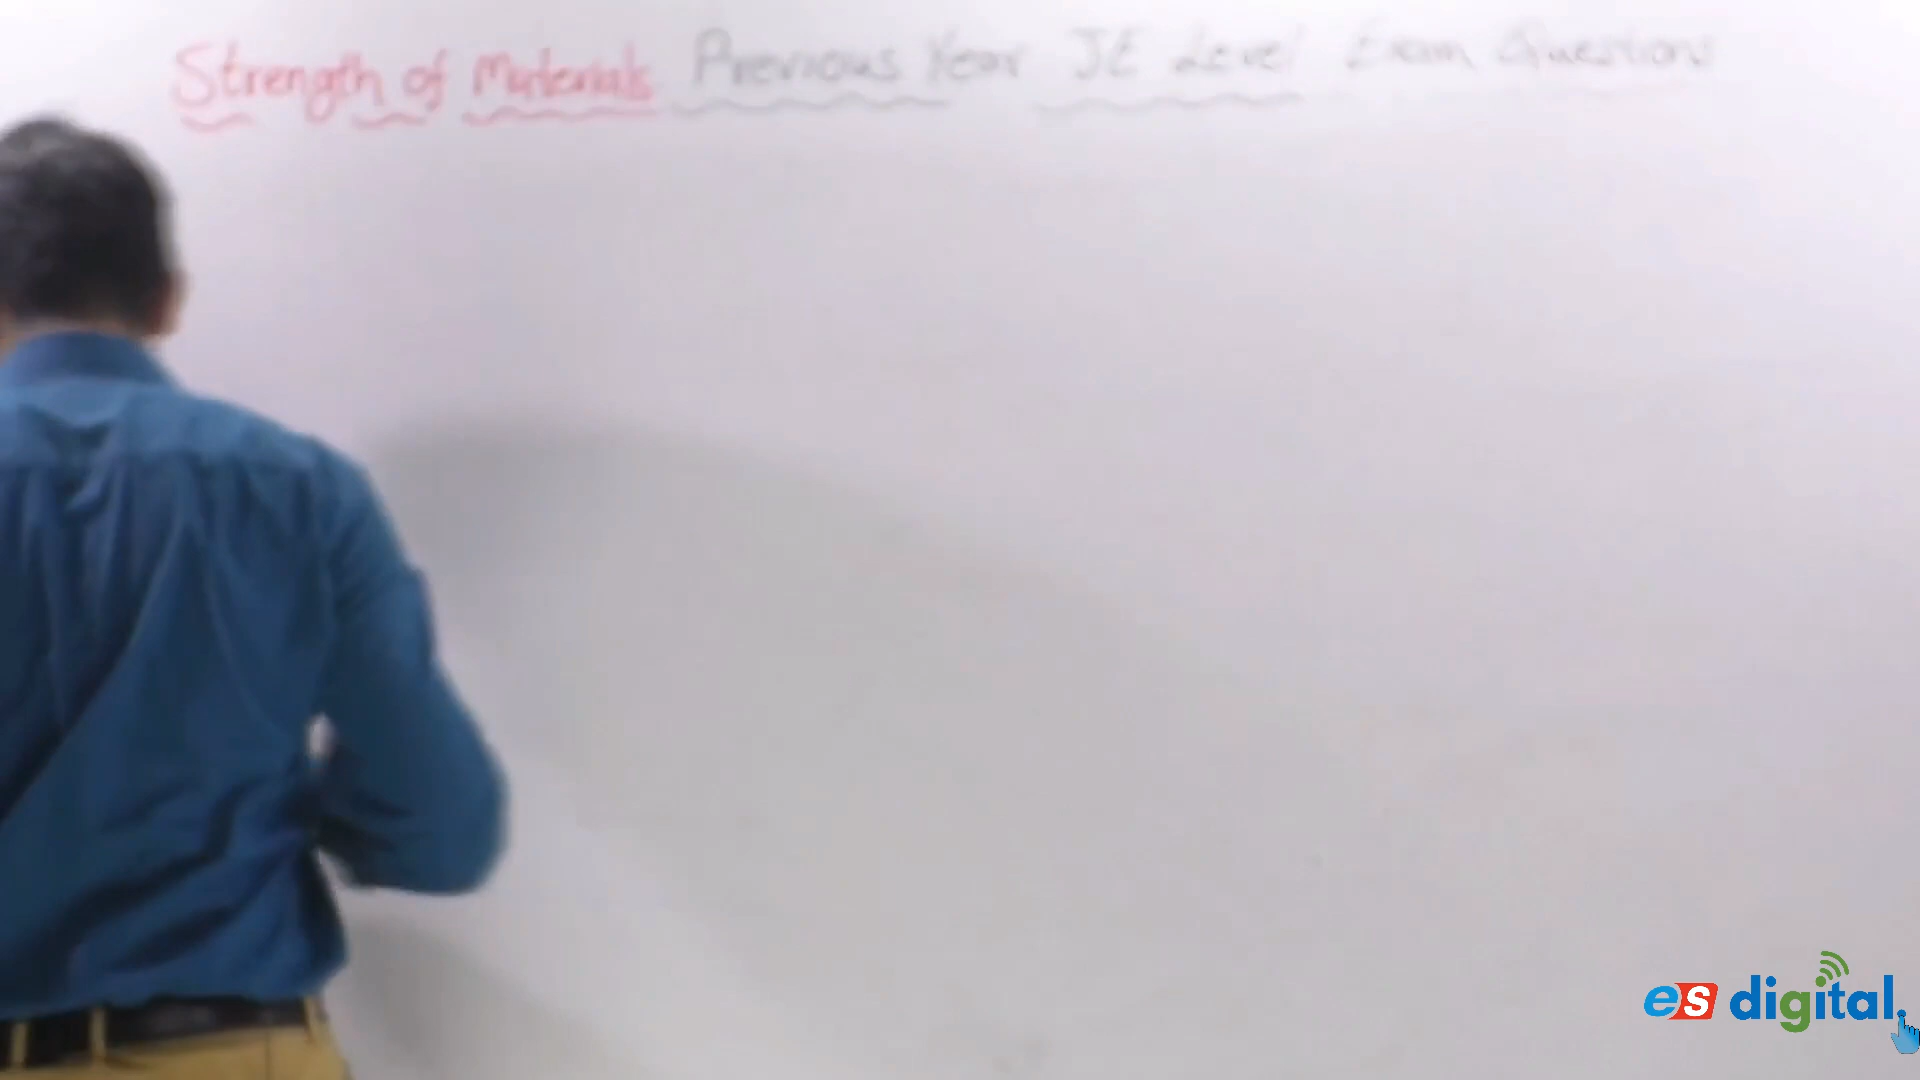 Strength of Materials Previous Year JE Level Exam Questions
es digital.